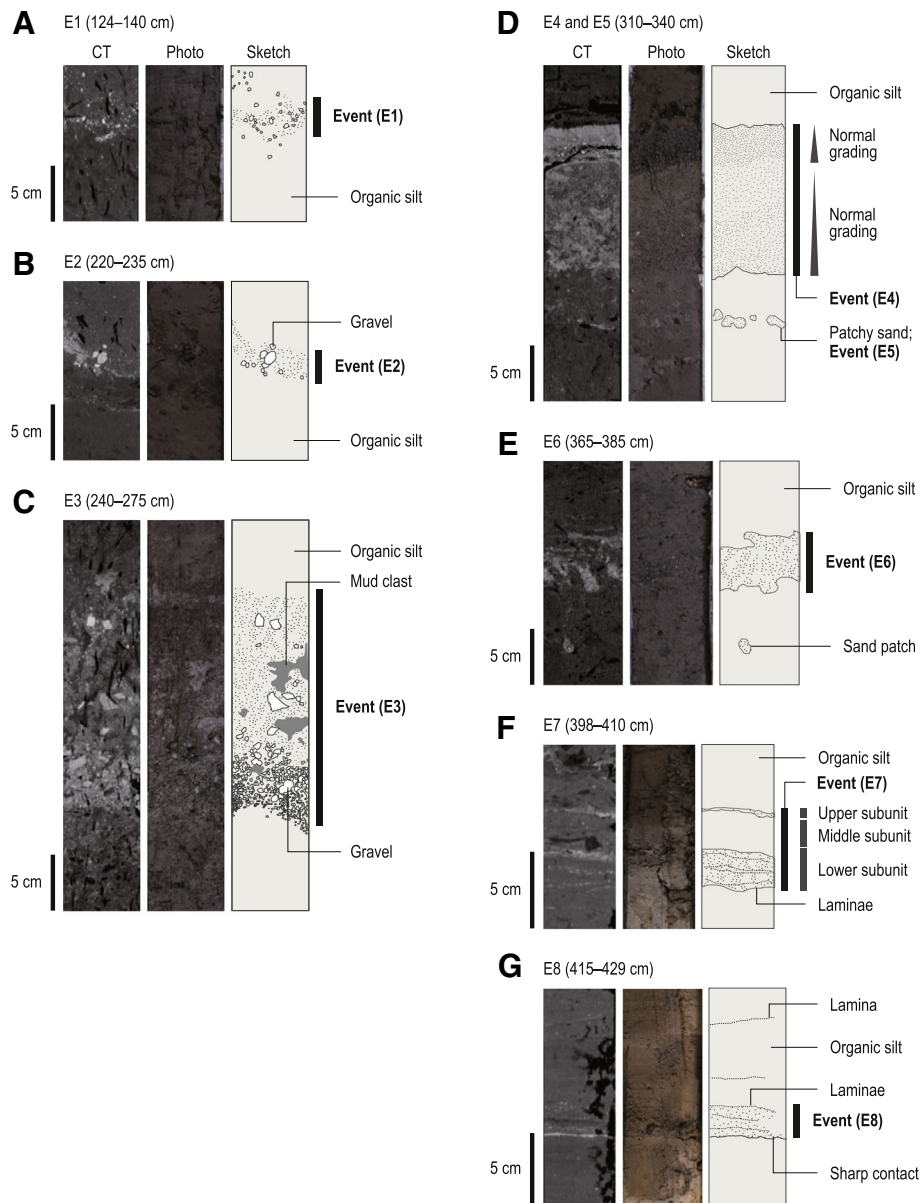 A
E1 (124–140 cm)
CT
Photo
Sketch
Event (E1)
5 cm
Organic silt
B
E2 (220–235 cm)
Gravel
Event (E2)
5 cm
Organic silt
C
E3 (240–275 cm)
Organic silt
Mud clast
Event (E3)
5 cm
Gravel
D
E4 and E5 (310–340 cm)
CT
Photo
Sketch
Organic silt
Normal
grading
Normal
grading
Event (E4)
Patchy sand;
Event (E5)
5 cm
E
E6 (365–385 cm)
Organic silt
Event (E6)
Sand patch
5 cm
F
E7 (398–410 cm)
Organic silt
Event (E7)
Upper subunit
Middle subunit
Lower subunit
5 cm
Laminae
G
E8 (415–429 cm)
Lamina
Organic silt
Laminae
Event (E8)
5 cm
Sharp contact